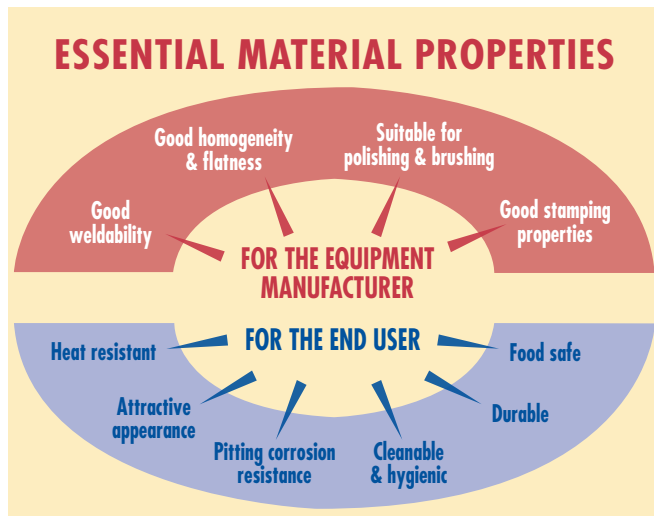 ESSENTIAL MATERIAL PROPERTIES
Good homogeneity
& flatness
Suitable for
polishing & brushing
Good
weldability
Good stamping
properties
FOR THE EQUIPMENT
MANUFACTURER
FOR THE END USER
Heat resistant
Food safe
Attractive
appearance
Durable
Pitting corrosion
resistance
Cleanable
& hygienic